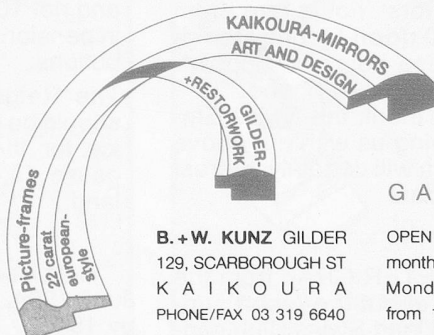 KAIKOURA-MIRRORS
ART AND DESIGN
GILDER-
+RESTORWORK
Picture-frames
22 carat
european-
style
B.+W. KUNZ GILDER
129, SCARBOROUGH ST
K A I K O U R A
PHONE/FAX 03 319 6640
G A
OPEN
month
Mond
from